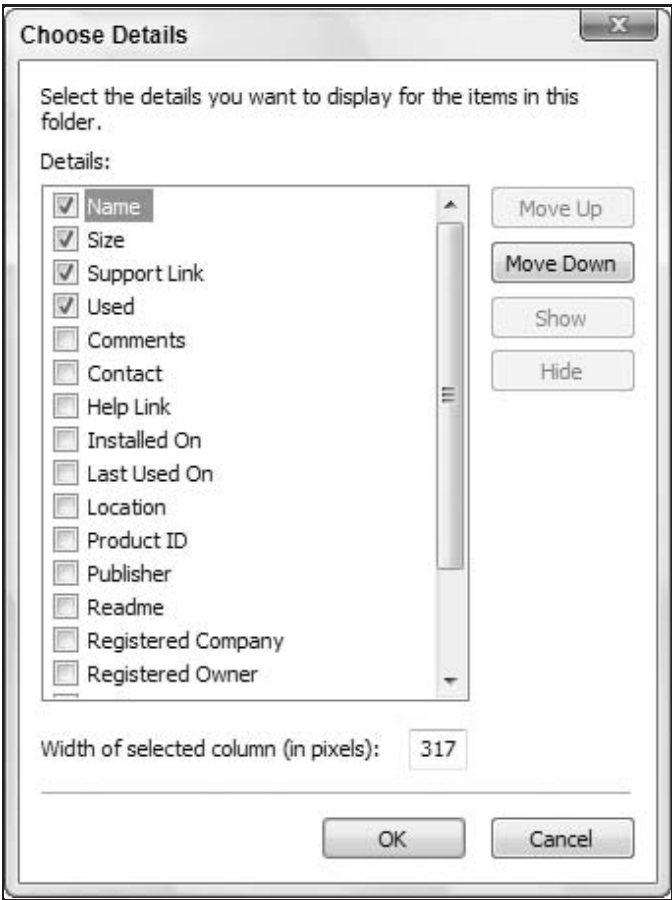 Choose Details
Select the details you want to display for the items in this
folder.
Details:
Name
Move Up
Size
Support Link
Move Down
Used
Show
Comments
Contact
Hide
Help Link
Installed On
Last Used On
Location
Product ID
Publisher
Readme
Registered Company
Registered Owner
Width of selected column (in pixels): 317
OK
Cancel